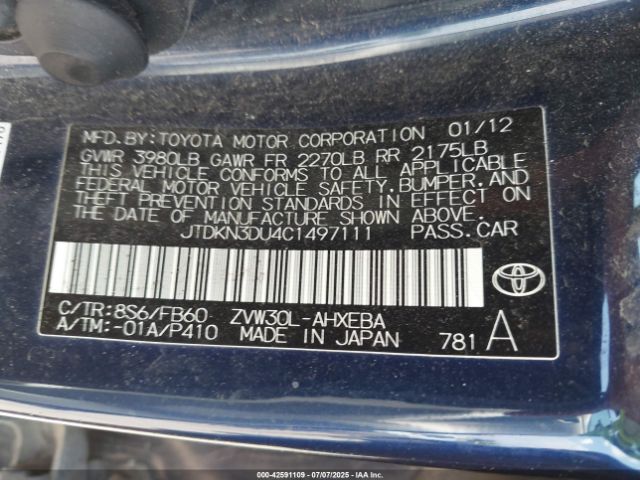 MFD.BY:TOYOTA MOTOR CORPORATION 01/12
GVWR 3980LB GAWR FR 2270LB RR 2175LB
THIS VEHICLE CONFORMS TO ALL APPLICABLE
FEDERAL MOTOR VEHICLE SAFETY, BUMPER, AND
THEFT PREVENTION STANDARDS IN EFFECT ON
THE DATE OF MANUFACTURE SHOWN ABOVE.
JTDKN3DU4C1497111 PASS.CAR
C/TR:8S6/FB60 ZVW30L-AHXEBA
A/TM:-01A/P410 MADE IN JAPAN 781 A
000-42591109 | 07/07/2025 | IAAI.COM